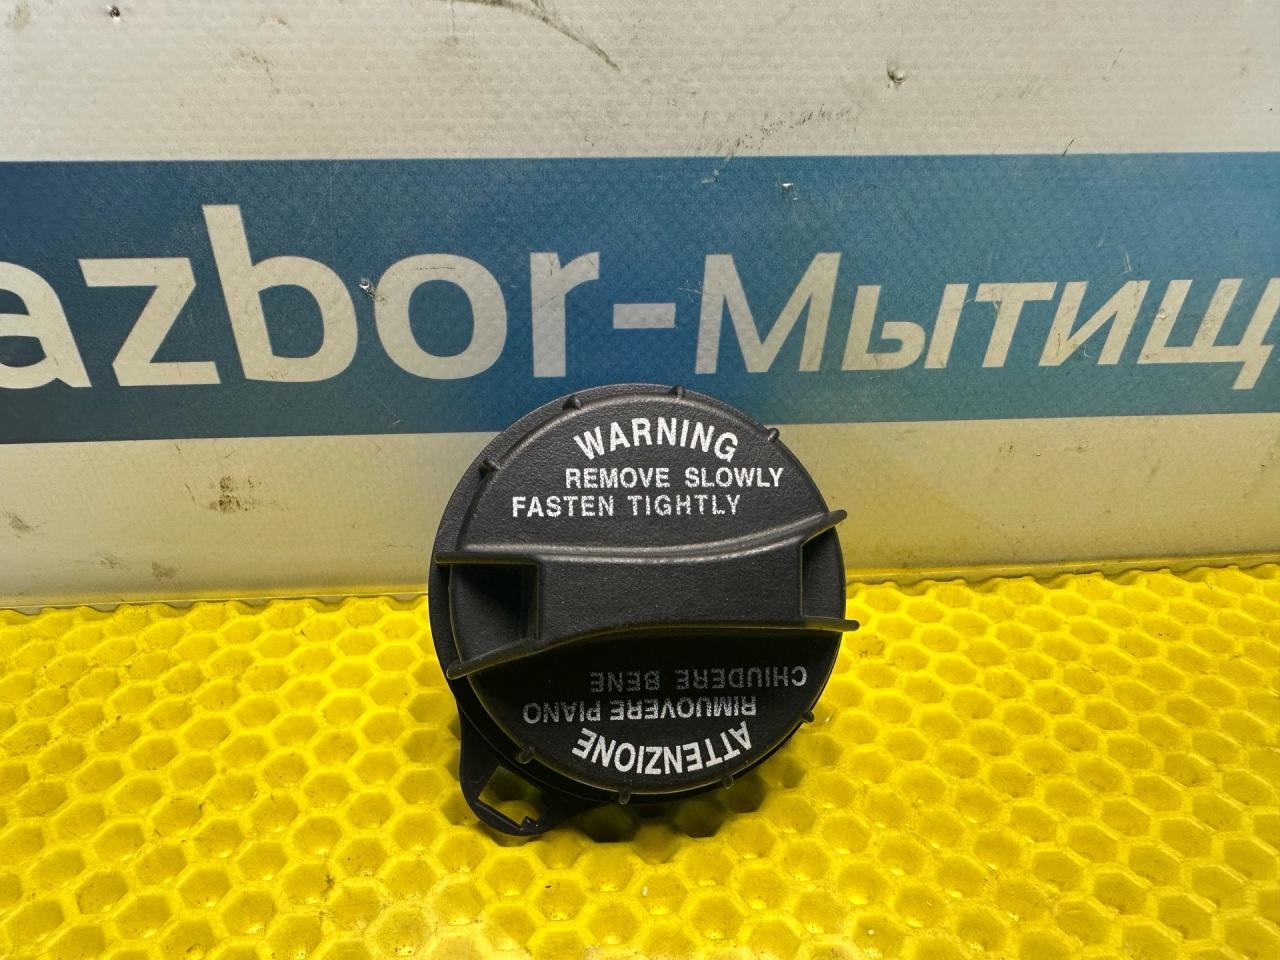 azbor-Мытищ
WARNING
REMOVE SLOWLY
FASTEN TIGHTLY
ATTENZIONE
RIMUOVERE PIANO
CHIUDERE BENE